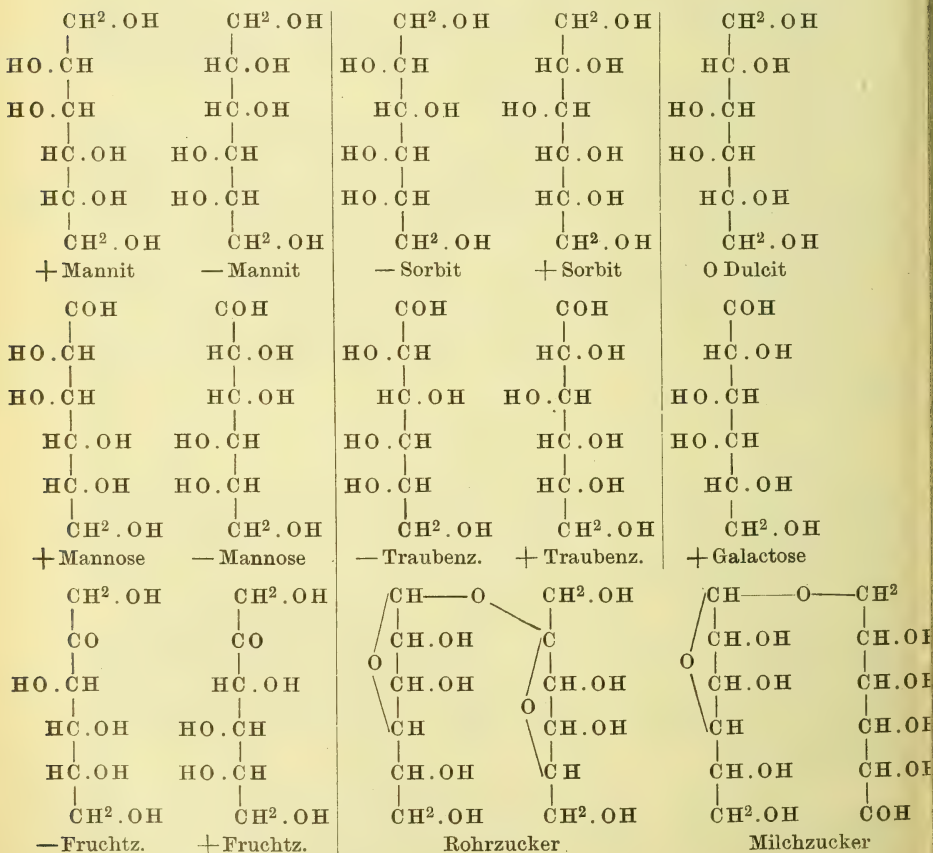 CH². OH CH². OH CH². OH CH². OH CH². OH
HO. CH HC. OH HO. CH HC. OH HC. OH
HO. CH HC. OH HC. OH HO. CH HO. CH
HC. OH HO. CH HO. CH HC. OH HO. CH
HC. OH HO. CH HO. CH HC. OH HC. OH
CH². OH CH². OH CH². OH CH². OH CH². OH
+ Mannit — Mannit — Sorbit + Sorbit O Dulcit
COH COH COH COH COH
HO. CH HC. OH HO. CH HC. OH HC. OH
HO. CH HC. OH HC. OH HO. CH HO. CH
HC. OH HO. CH HO. CH HC. OH HO. CH
HC. OH HO. CH HO. CH HC. OH HC. OH
CH². OH CH². OH CH². OH CH². OH CH². OH
+ Mannose — Mannose — Traubenz. + Traubenz. + Galactose
CH². OH CH². OH CH—O CH². OH CH—O—CH²
CO CO CH. OH C CH. OH CH. OH
HO. CH HC. OH O CH. OH CH. OH O CH. OH CH. OH
HC. OH HO. CH CH O CH. OH CH CH. OH
HC. OH HO. CH CH. OH CH CH. OH CH. OH
CH². OH CH². OH CH². OH CH². OH CH². OH COH
— Fruchtz. + Fruchtz. Rohrzucker Milchzucker